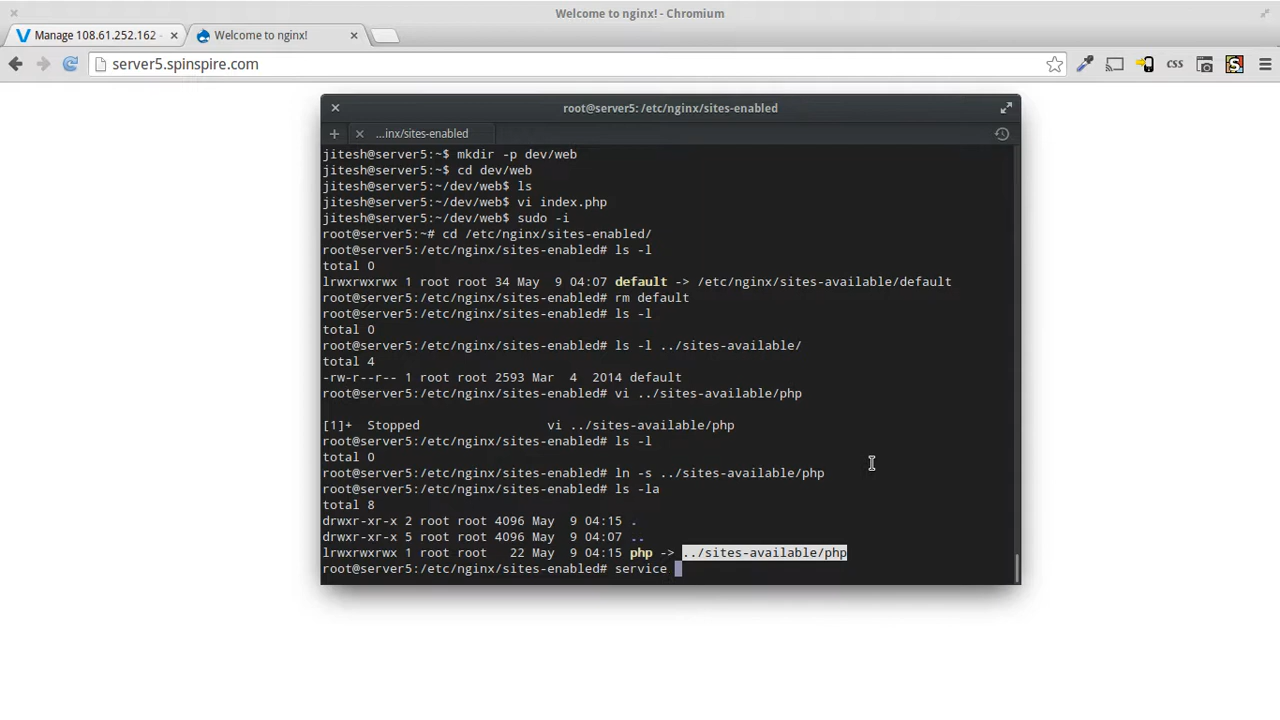 Welcome to nginx! - Chromium
Manage 108.61.252.162
Welcome to nginx!
server5.spinspire.com
CSS
root@server5: /etc/nginx/sites-enabled
...inx/sites-enabled
jitesh@server5:~$ mkdir -p dev/web
jitesh@server5:~$ cd dev/web
jitesh@server5:~/dev/web$ ls
jitesh@server5:~/dev/web$ vi index.php
jitesh@server5:~/dev/web$ sudo -i
root@server5:~# cd /etc/nginx/sites-enabled/
root@server5:/etc/nginx/sites-enabled# ls -l
total 0
lrwxrwxrwx 1 root root 34 May  9 04:07 default -> /etc/nginx/sites-available/default
root@server5:/etc/nginx/sites-enabled# rm default
root@server5:/etc/nginx/sites-enabled# ls -l
total 0
root@server5:/etc/nginx/sites-enabled# ls -l ../sites-available/
total 4
-rw-r--r-- 1 root root 2593 Mar  4  2014 default
root@server5:/etc/nginx/sites-enabled# vi ../sites-available/php
[1]+  Stopped                 vi ../sites-available/php
root@server5:/etc/nginx/sites-enabled# ls -l
total 0
root@server5:/etc/nginx/sites-enabled# ln -s ../sites-available/php
root@server5:/etc/nginx/sites-enabled# ls -la
total 8
drwxr-xr-x 2 root root 4096 May  9 04:15 .
drwxr-xr-x 5 root root 4096 May  9 04:07 ..
lrwxrwxrwx 1 root root   22 May  9 04:15 php -> ../sites-available/php
root@server5:/etc/nginx/sites-enabled# service